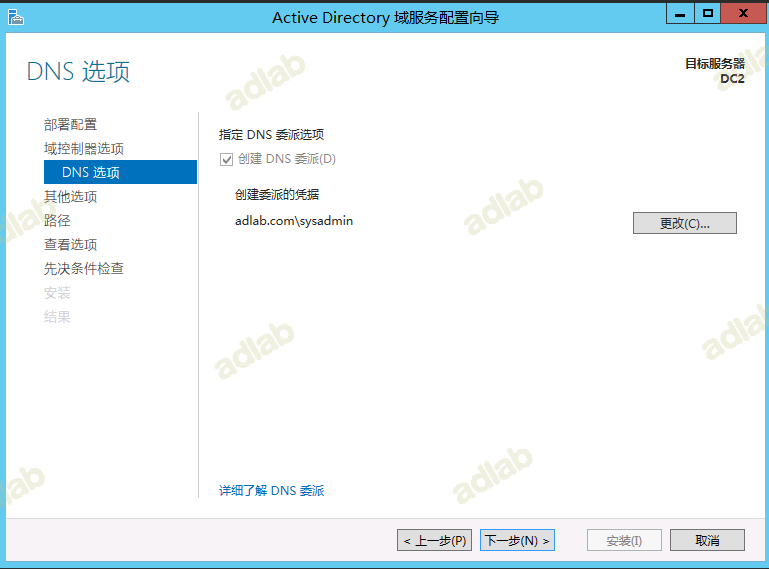 Active Directory 域服务配置向导
DNS 选项
目标服务器
DC2
部署配置
域控制器选项
DNS 选项
其他选项
路径
查看选项
先决条件检查
安装
结果
指定 DNS 委派选项
创建 DNS 委派(D)
创建委派的凭据
adlab.com\sysadmin
更改(C)...
详细了解 DNS 委派
< 上一步(P)
下一步(N) >
安装(I)
取消
adlab
adlab
adlab
adlab
adlab
adlab
adlab
adlab